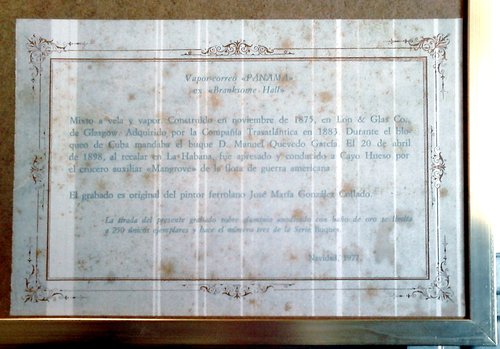 Vapor-correo «PANAMA»
ex «Branksome-Hall»
Mixto a vela y vapor. Construido en noviembre de 1875, en Lon & Glas Co.
de Glasgow. Adquirido por la Compañía Trasatlántica en 1883. Durante el blo-
queo de Cuba mandaba el buque D. Manuel Quevedo García. El 20 de abril
de 1898, al recalar en La Habana, fue apresado y conducido a Cayo Hueso por
el crucero auxiliar «Mangrove» de la flota de guerra americana.
El grabado es original del pintor ferrolano José María González Collado.
La tirada del presente grabado sobre aluminio anodizado con baño de oro se limita
a 250 únicos ejemplares y hace el número tres de la Serie Buques.
Navidad, 1977.